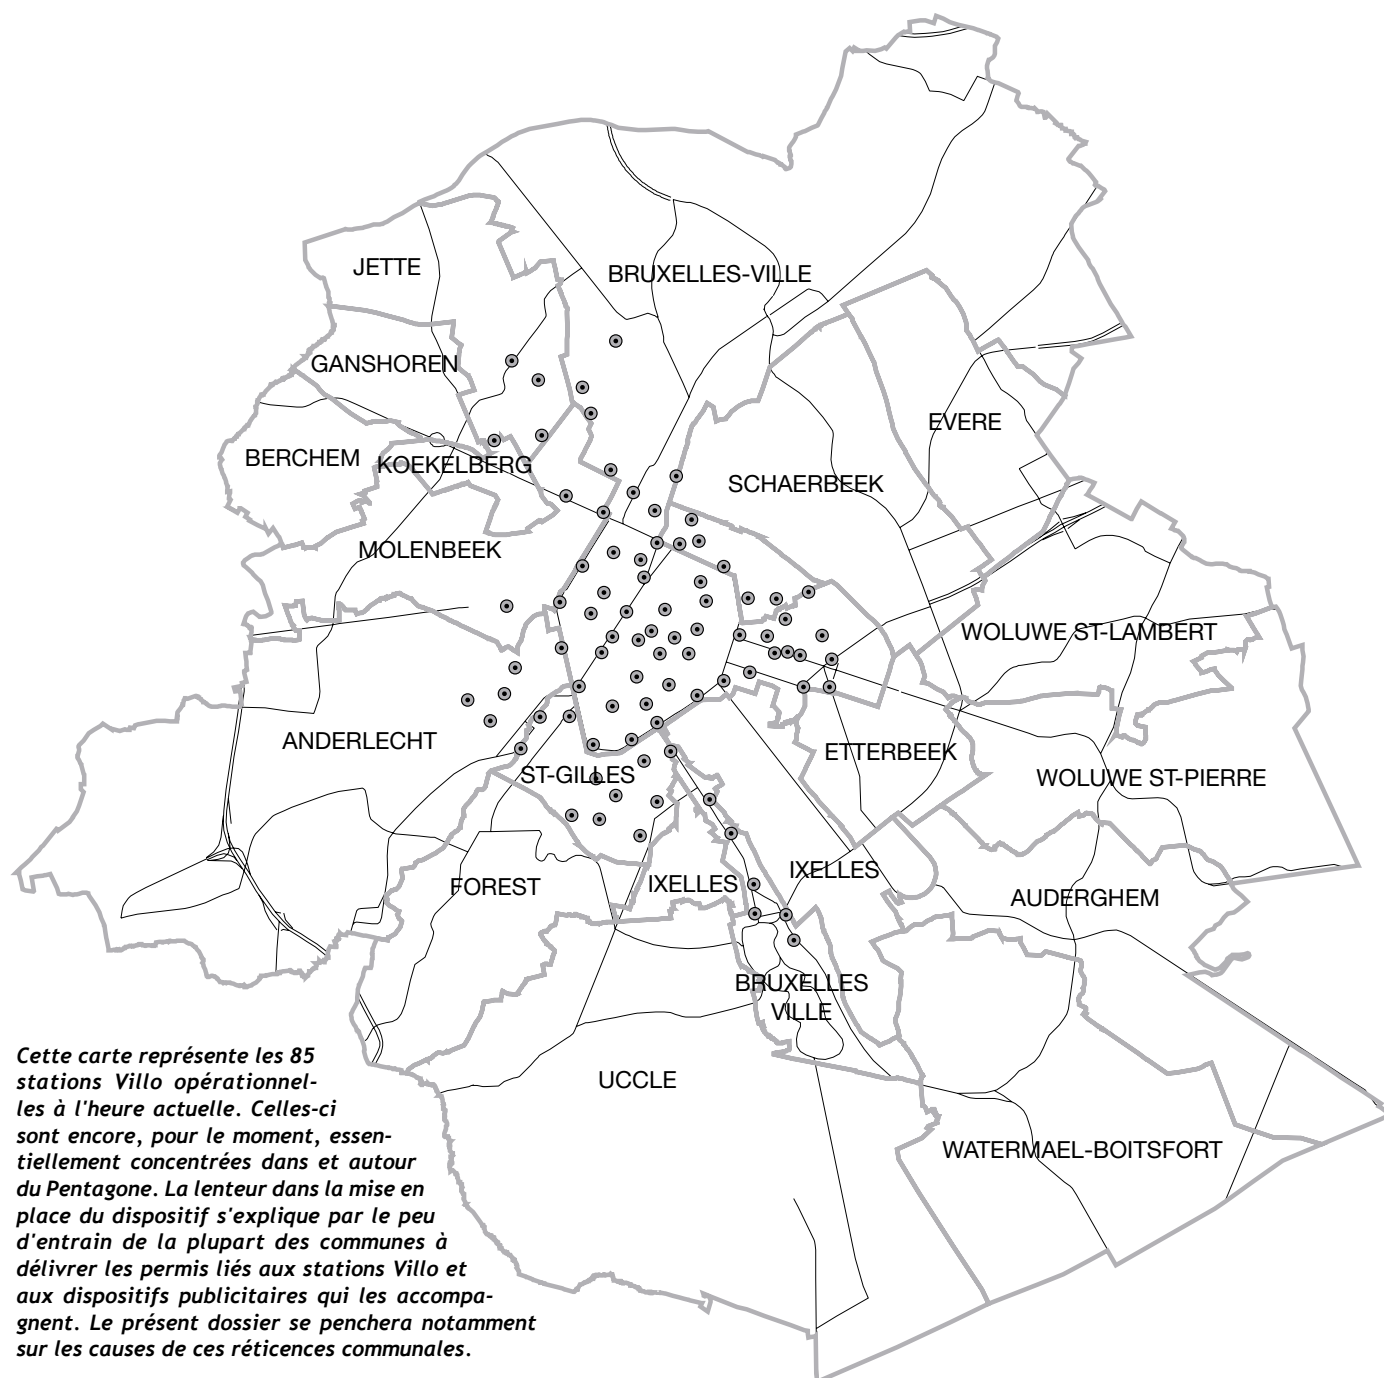 JETTE
BRUXELLES-VILLE
GANSHOREN
EVERE
BERCHEM
KOEKELBERG
SCHAERBEEK
MOLENBEEK
WOLUWE ST-LAMBERT
ANDERLECHT
ETTERBEEK
ST-GILLES
WOLUWE ST-PIERRE
IXELLES
IXELLES
FOREST
AUDERGHEM
BRUXELLES
VILLE
UCCLE
WATERMAEL-BOITSFORT
Cette carte représente les 85
stations Villo opérationnel-
les à l'heure actuelle. Celles-ci
sont encore, pour le moment, essen-
tiellement concentrées dans et autour
du Pentagone. La lenteur dans la mise en
place du dispositif s'explique par le peu
d'entrain de la plupart des communes à
délivrer les permis liés aux stations Villo et
aux dispositifs publicitaires qui les accompa-
gnent. Le présent dossier se penchera notamment
sur les causes de ces réticences communales.